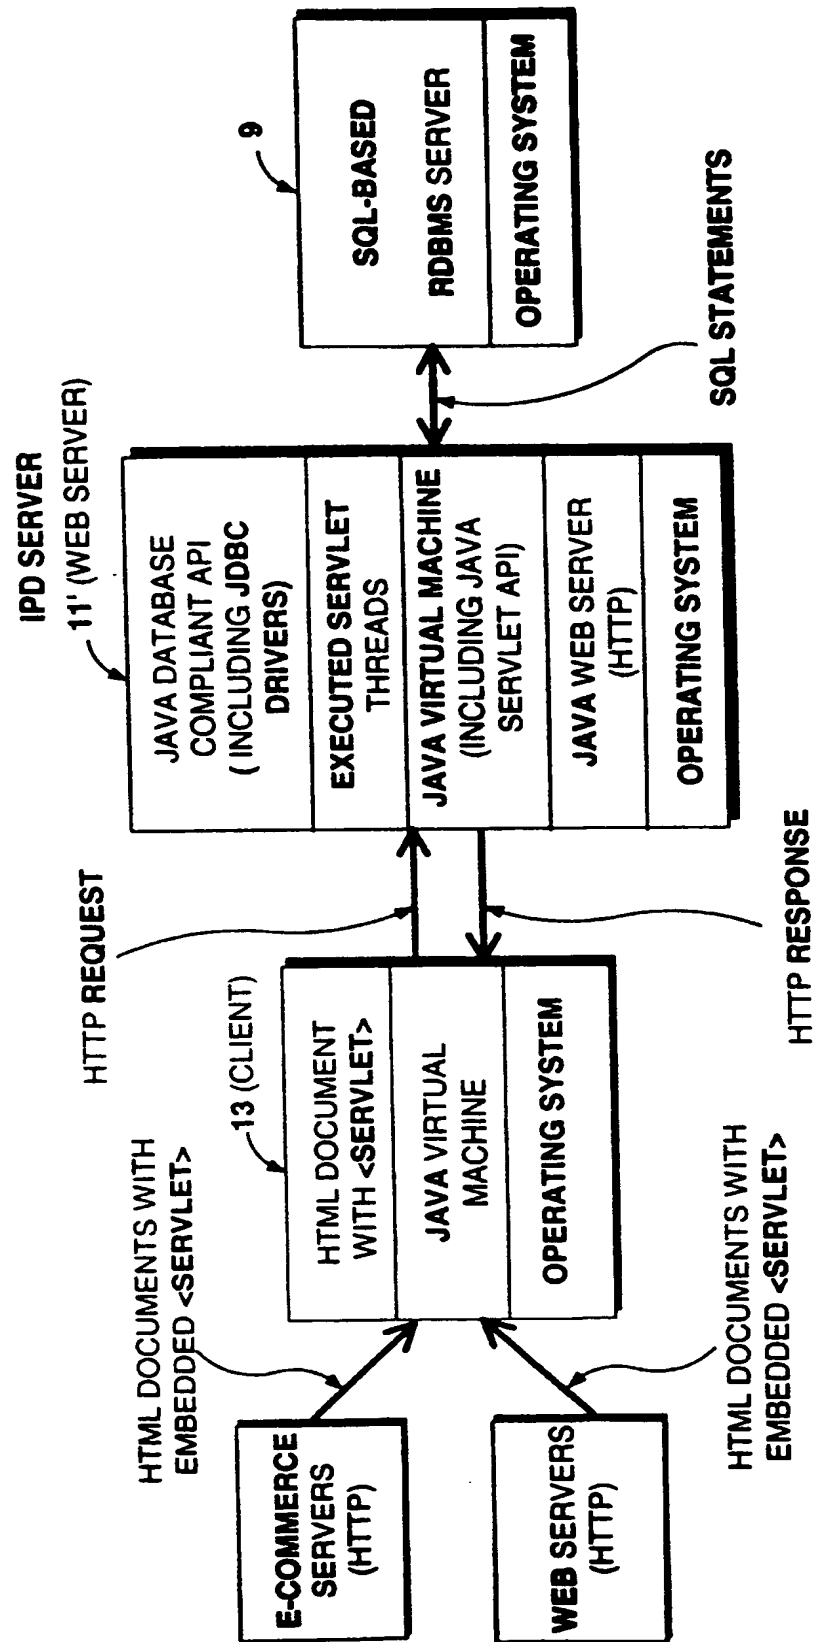 E-COMMERCE
SERVERS
(HTTP)
WEB SERVERS
(HTTP)
HTML DOCUMENTS WITH
EMBEDDED <SERVLET>
HTML DOCUMENTS WITH
EMBEDDED <SERVLET>
13 (CLIENT)
HTML DOCUMENT
WITH <SERVLET>
JAVA VIRTUAL
MACHINE
OPERATING SYSTEM
HTTP REQUEST
HTTP RESPONSE
IPD SERVER
11' (WEB SERVER)
JAVA DATABASE
COMPLIANT API
( INCLUDING JDBC
DRIVERS)
EXECUTED SERVLET
THREADS
JAVA VIRTUAL MACHINE
(INCLUDING JAVA
SERVLET API)
JAVA WEB SERVER
(HTTP)
OPERATING SYSTEM
SQL STATEMENTS
9
SQL-BASED
RDBMS SERVER
OPERATING SYSTEM